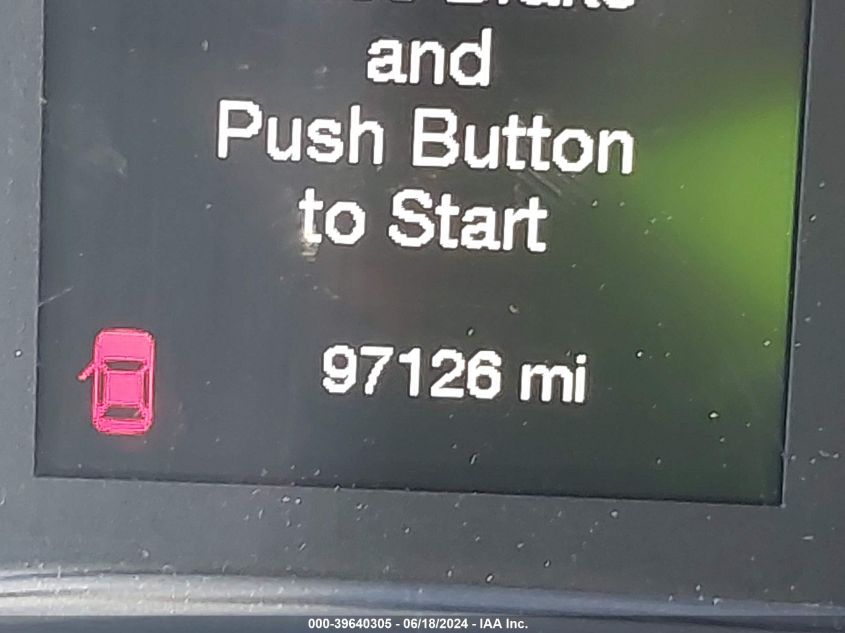 and
Push Button
to Start
97126 mi
000-39640305 - 06/18/2024 - IAA Inc.